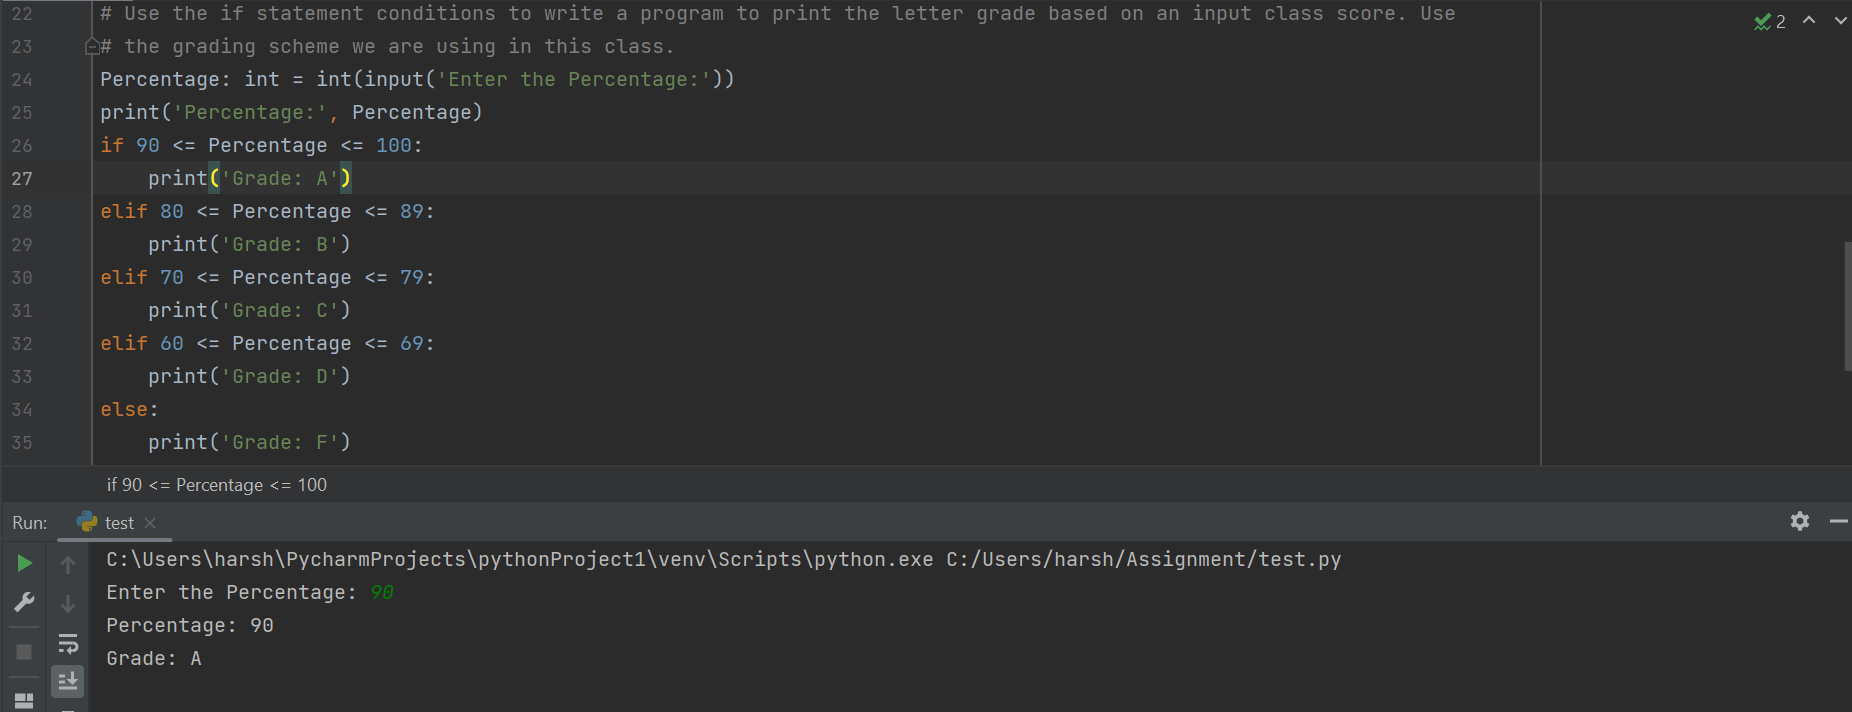 22 # Use the if statement conditions to write a program to print the letter grade based on an input class score. Use
2
23 # the grading scheme we are using in this class.
24 Percentage: int = int(input('Enter the Percentage:'))
25 print('Percentage:', Percentage)
26 if 90 <= Percentage <= 100:
27     print('Grade: A')
28 elif 80 <= Percentage <= 89:
29     print('Grade: B')
30 elif 70 <= Percentage <= 79:
31     print('Grade: C')
32 elif 60 <= Percentage <= 69:
33     print('Grade: D')
34 else:
35     print('Grade: F')
if 90 <= Percentage <= 100
Run: test
C:\Users\harsh\PycharmProjects\pythonProject1\venv\Scripts\python.exe C:/Users/harsh/Assignment/test.py
Enter the Percentage: 90
Percentage: 90
Grade: A